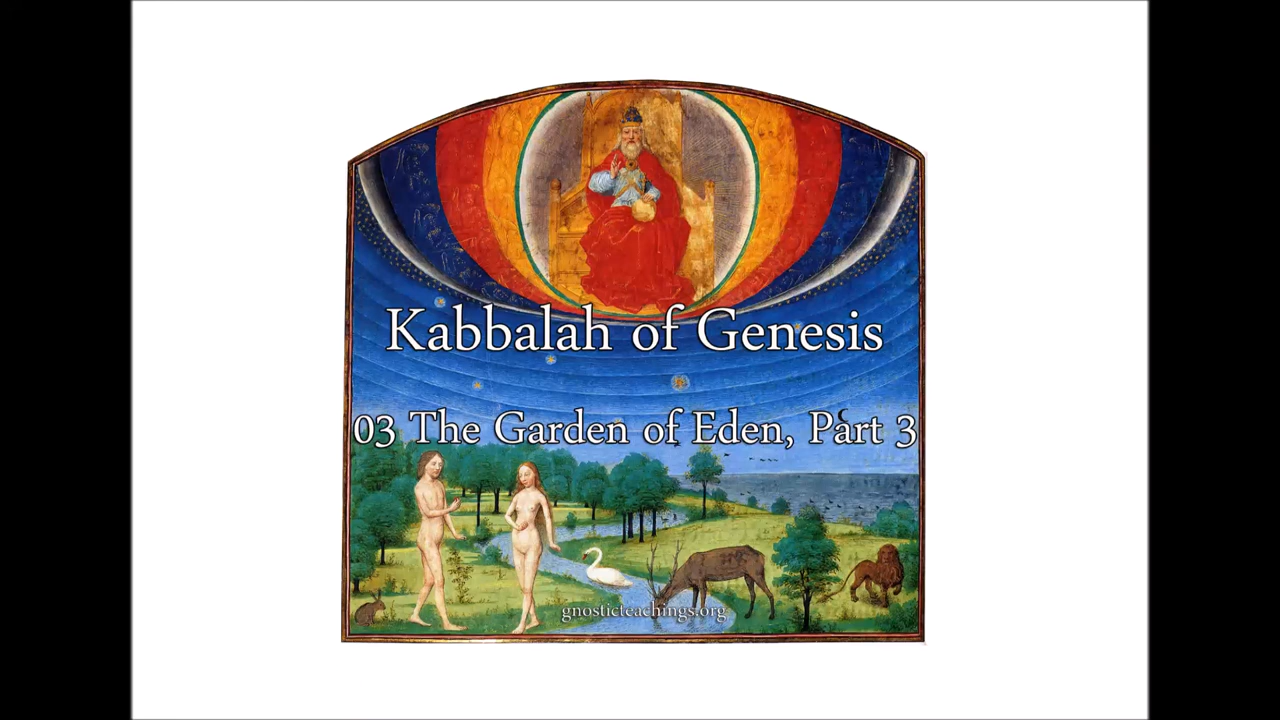 Kabbalah of Genesis
03 The Garden of Eden, Part 3
gnosticteachings.org